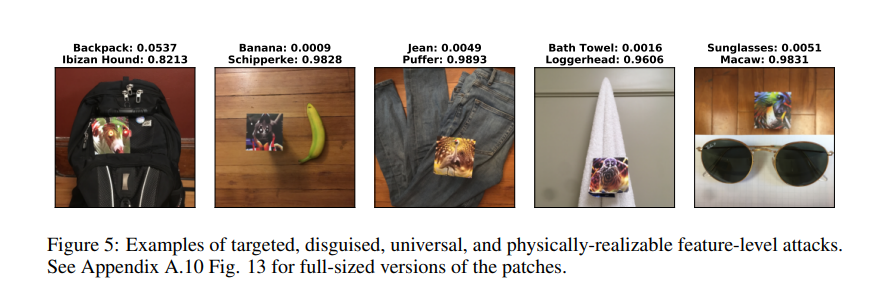 Backpack: 0.0537
Ibizan Hound: 0.8213
Banana: 0.0009
Schipperke: 0.9828
Jean: 0.0049
Puffer: 0.9893
Bath Towel: 0.0016
Loggerhead: 0.9606
Sunglasses: 0.0051
Macaw: 0.9831
Figure 5: Examples of targeted, disguised, universal, and physically-realizable feature-level attacks.
See Appendix A.10 Fig. 13 for full-sized versions of the patches.